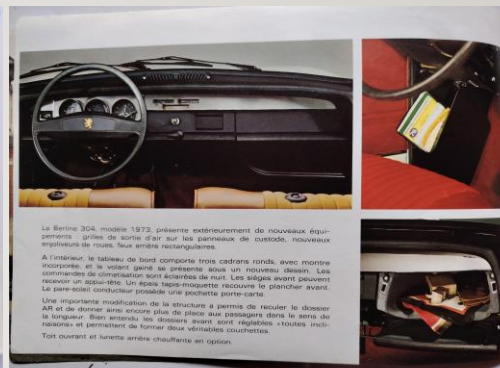 La Berline 304, modèle 1973, présente extérieurement de nouveaux équi-
pements : grilles de sortie d'air sur les panneaux de custode, nouveaux
enjoliveurs de roues, feux arrière rectangulaires.
A l'intérieur, le tableau de bord comporte trois cadrans ronds, avec montre
incorporée, et le volant gainé se présente sous un nouveau dessin. Les
commandes de climatisation sont éclairées de nuit. Les sièges avant peuvent
recevoir un appui-tête. Un épais tapis-moquette recouvre le plancher avant.
Le pare-soleil conducteur possède une pochette porte-carte.
Une importante modification de la structure a permis de reculer le dossier
AR et de donner ainsi encore plus de place aux passagers dans le sens de
la longueur. Bien entendu les dossiers avant sont réglables «toutes incli-
naisons» et permettent de former deux véritables couchettes.
Toit ouvrant et lunette arrière chauffante en option.